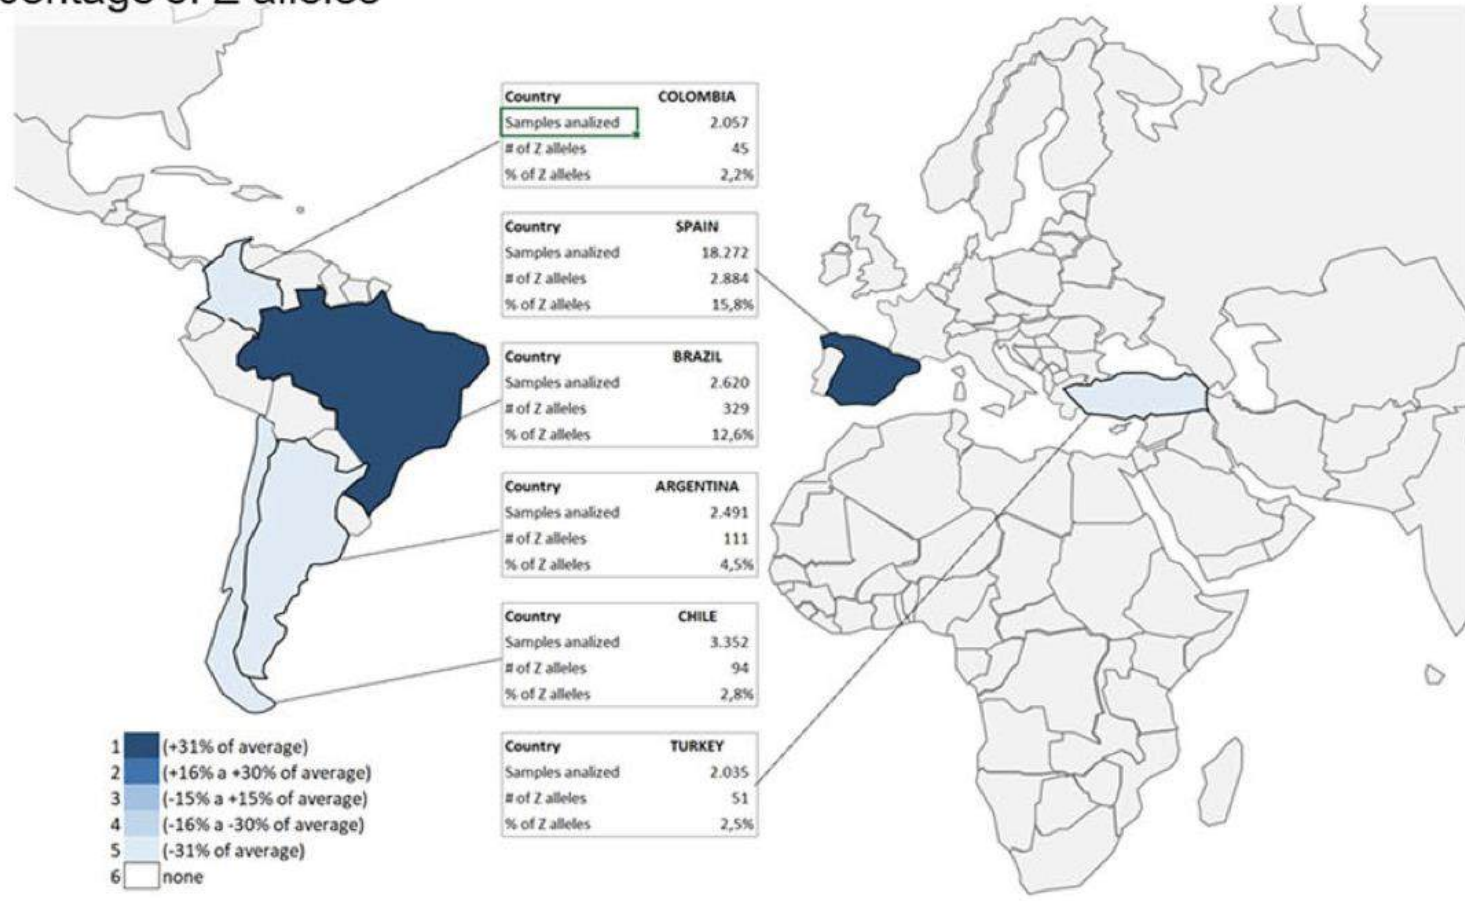 Country COLOMBIA
Samples analized 2.057
# of Z alleles 45
% of Z alleles 2,2%
Country SPAIN
Samples analized 18.272
# of Z alleles 2.884
% of Z alleles 15,8%
Country BRAZIL
Samples analized 2.620
# of Z alleles 329
% of Z alleles 12,6%
Country ARGENTINA
Samples analized 2.491
# of Z alleles 111
% of Z alleles 4,5%
Country CHILE
Samples analized 3.352
# of Z alleles 94
% of Z alleles 2,8%
Country TURKEY
Samples analized 2.035
# of Z alleles 51
% of Z alleles 2,5%
1 (+31% of average)
2 (+16% a +30% of average)
3 (-15% a +15% of average)
4 (-16% a -30% of average)
5 (-31% of average)
6 none